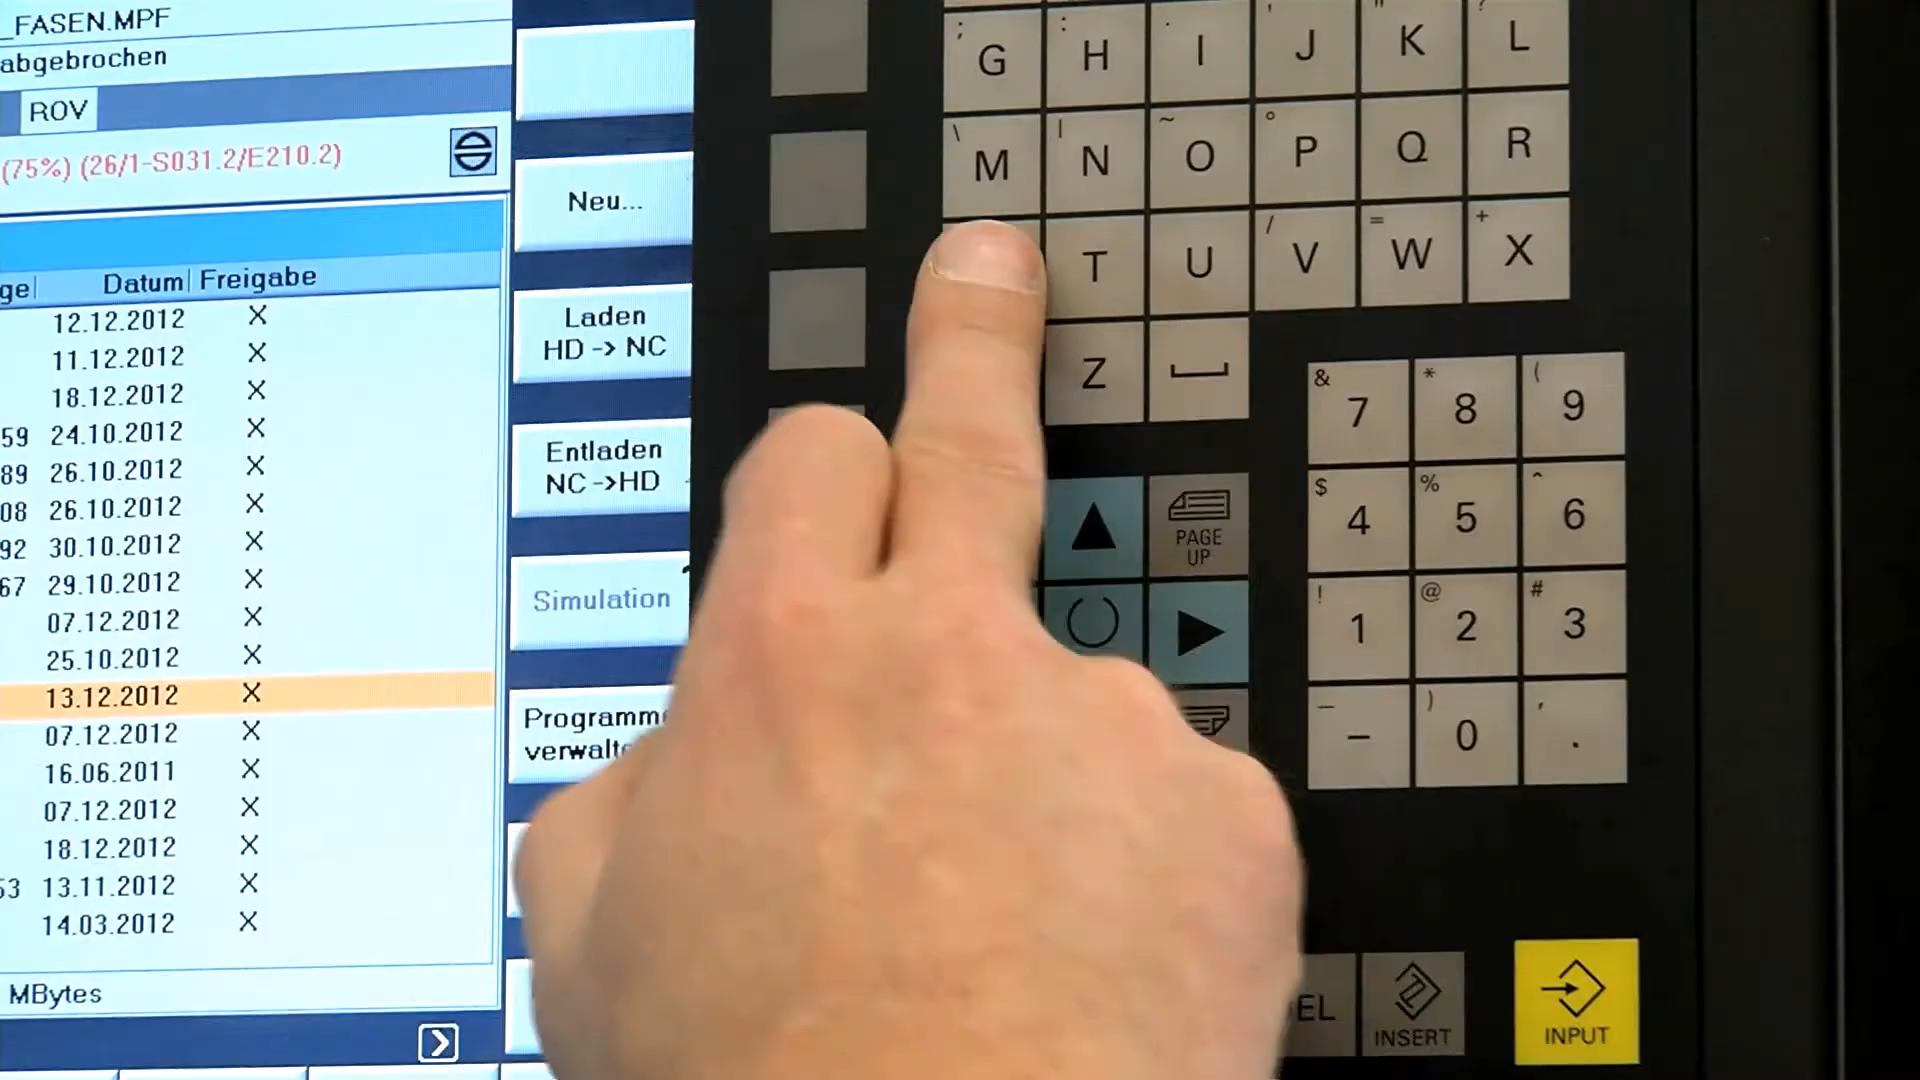 _FASEN.MPF
abgebrochen
ROV
(75%) (26/1-S031.2/E210.2)
ge| Datum| Freigabe
12.12.2012 X
11.12.2012 X
18.12.2012 X
59 24.10.2012 X
89 26.10.2012 X
08 26.10.2012 X
92 30.10.2012 X
67 29.10.2012 X
07.12.2012 X
25.10.2012 X
13.12.2012 X
07.12.2012 X
16.06.2011 X
07.12.2012 X
18.12.2012 X
53 13.11.2012 X
14.03.2012 X
MBytes
Neu...
Laden
HD -> NC
Entladen
NC ->HD
Simulation
Programm
verwalt
; G : H I J K L
\ M | N ~ O ° P Q R
T U / V = W + X
Z
PAGE
UP
& 7 * 8 ( 9
$ 4 % 5 ^ 6
! 1 @ 2 # 3
_ - ) 0 , .
EL
INSERT
INPUT